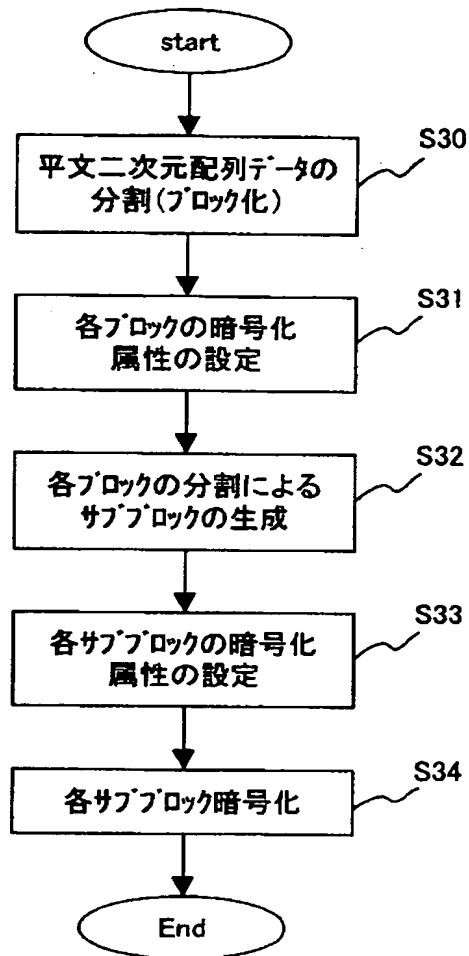 start
S30
平文二次元配列データの
分割(ブロック化)
S31
各ブロックの暗号化
属性の設定
S32
各ブロックの分割による
サブブロックの生成
S33
各サブブロックの暗号化
属性の設定
S34
各サブブロック暗号化
End